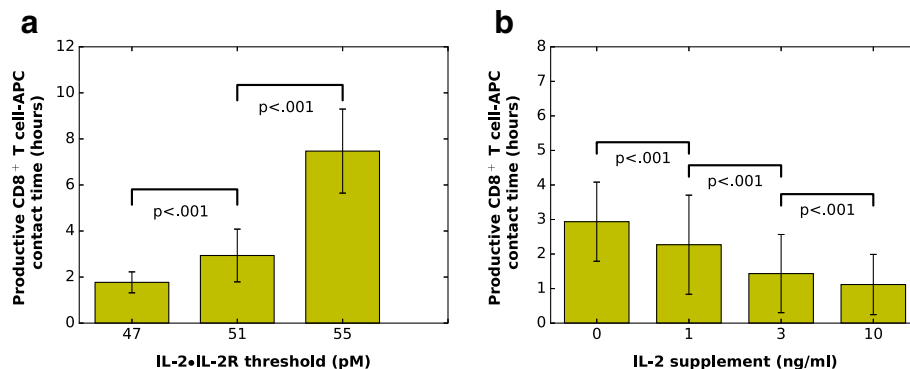 a
Productive CD8+ T cell-APC
contact time (hours)
12
10
8
6
4
2
0
p<.001
p<.001
47 51 55
IL-2•IL-2R threshold (pM)
b
Productive CD8+ T cell-APC
contact time (hours)
8
7
6
5
4
3
2
1
0
p<.001
p<.001
p<.001
0 1 3 10
IL-2 supplement (ng/ml)